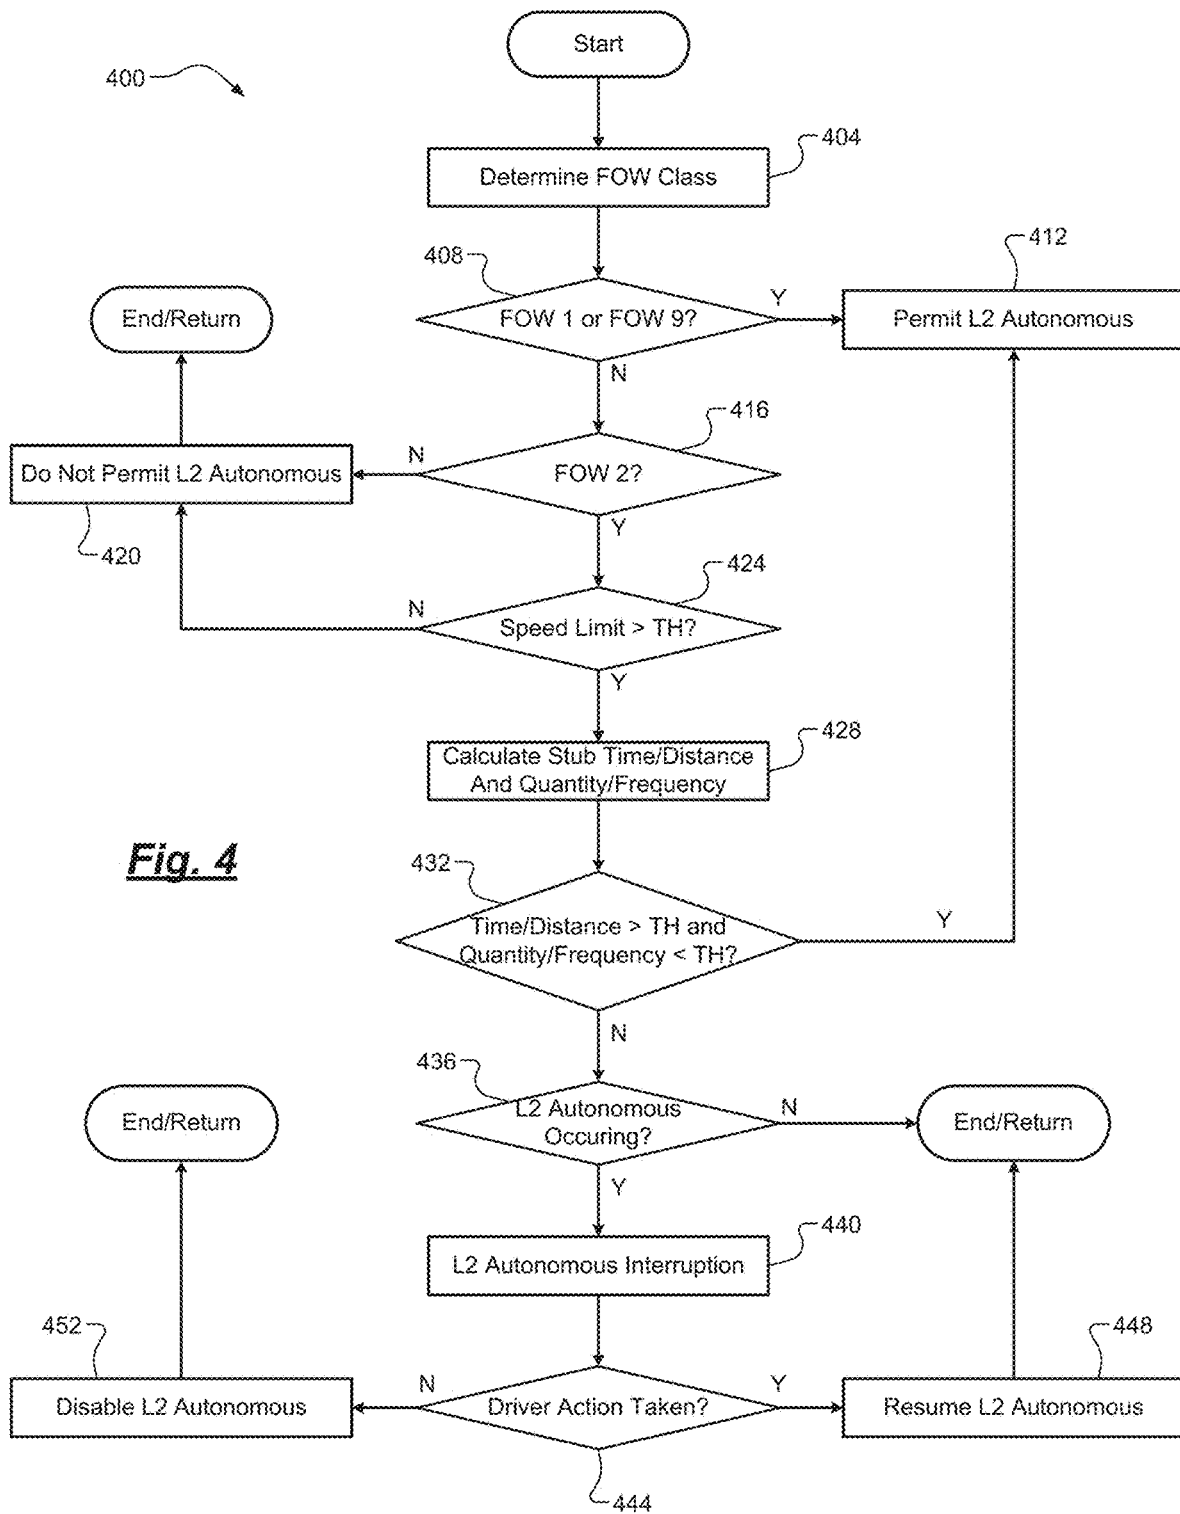 Start
400
404
Determine FOW Class
412
408
End/Return
FOW 1 or FOW 9?
Y
Permit L2 Autonomous
N
416
Do Not Permit L2 Autonomous
N
FOW 2?
420
Y
424
N
Speed Limit > TH?
Y
428
Calculate Stub Time/Distance
And Quantity/Frequency
Fig. 4
432
Time/Distance > TH and
Quantity/Frequency < TH?
Y
N
436
End/Return
L2 Autonomous
Occuring?
N
End/Return
Y
440
L2 Autonomous Interruption
452
448
Disable L2 Autonomous
N
Driver Action Taken?
Y
Resume L2 Autonomous
444